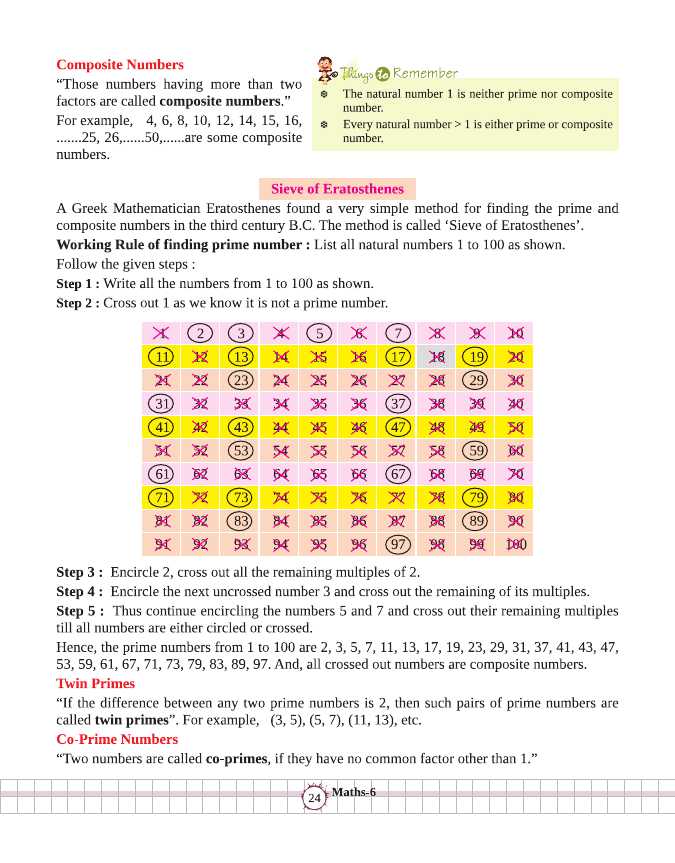 Composite Numbers
“Those numbers having more than two
factors are called composite numbers.”
For example, 4, 6, 8, 10, 12, 14, 15, 16,
.......25, 26,......50,......are some composite
numbers.
Things to Remember
The natural number 1 is neither prime nor composite
number.
Every natural number > 1 is either prime or composite
number.
Sieve of Eratosthenes
A Greek Mathematician Eratosthenes found a very simple method for finding the prime and
composite numbers in the third century B.C. The method is called ‘Sieve of Eratosthenes’.
Working Rule of finding prime number : List all natural numbers 1 to 100 as shown.
Follow the given steps :
Step 1 : Write all the numbers from 1 to 100 as shown.
Step 2 : Cross out 1 as we know it is not a prime number.
1 2 3 4 5 6 7 8 9 10
11 12 13 14 15 16 17 18 19 20
21 22 23 24 25 26 27 28 29 30
31 32 33 34 35 36 37 38 39 40
41 42 43 44 45 46 47 48 49 50
51 52 53 54 55 56 57 58 59 60
61 62 63 64 65 66 67 68 69 70
71 72 73 74 75 76 77 78 79 80
81 82 83 84 85 86 87 88 89 90
91 92 93 94 95 96 97 98 99 100
Step 3 : Encircle 2, cross out all the remaining multiples of 2.
Step 4 : Encircle the next uncrossed number 3 and cross out the remaining of its multiples.
Step 5 : Thus continue encircling the numbers 5 and 7 and cross out their remaining multiples
till all numbers are either circled or crossed.
Hence, the prime numbers from 1 to 100 are 2, 3, 5, 7, 11, 13, 17, 19, 23, 29, 31, 37, 41, 43, 47,
53, 59, 61, 67, 71, 73, 79, 83, 89, 97. And, all crossed out numbers are composite numbers.
Twin Primes
“If the difference between any two prime numbers is 2, then such pairs of prime numbers are
called twin primes”. For example, (3, 5), (5, 7), (11, 13), etc.
Co-Prime Numbers
“Two numbers are called co-primes, if they have no common factor other than 1.”
24 Maths-6